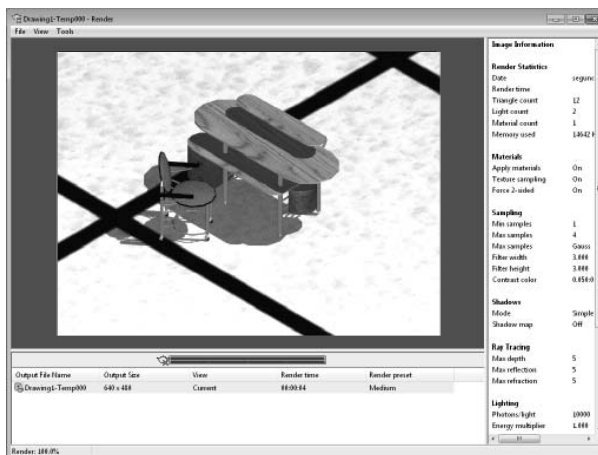 Drawing1-Temp000 - Render
File View Tools
Image Information
Render Statistics
Date segund
Render time
Triangle count 12
Light count 2
Material count 1
Memory used 14642 K
Materials
Apply materials On
Texture sampling On
Force 2-sided On
Sampling
Min samples 1
Max samples 4
Max samples Gauss
Filter width 3.000
Filter height 3.000
Contrast color 0.050:0
Shadows
Mode Simple
Shadow map Off
Ray Tracing
Max depth 5
Max reflection 5
Max refraction 5
Lighting
Photons/light 10000
Energy multiplier 1.000
Output File Name Output Size View Render time Render preset
Drawing1-Temp000 640 x 480 Current 00:00:04 Medium
Render: 100.0%